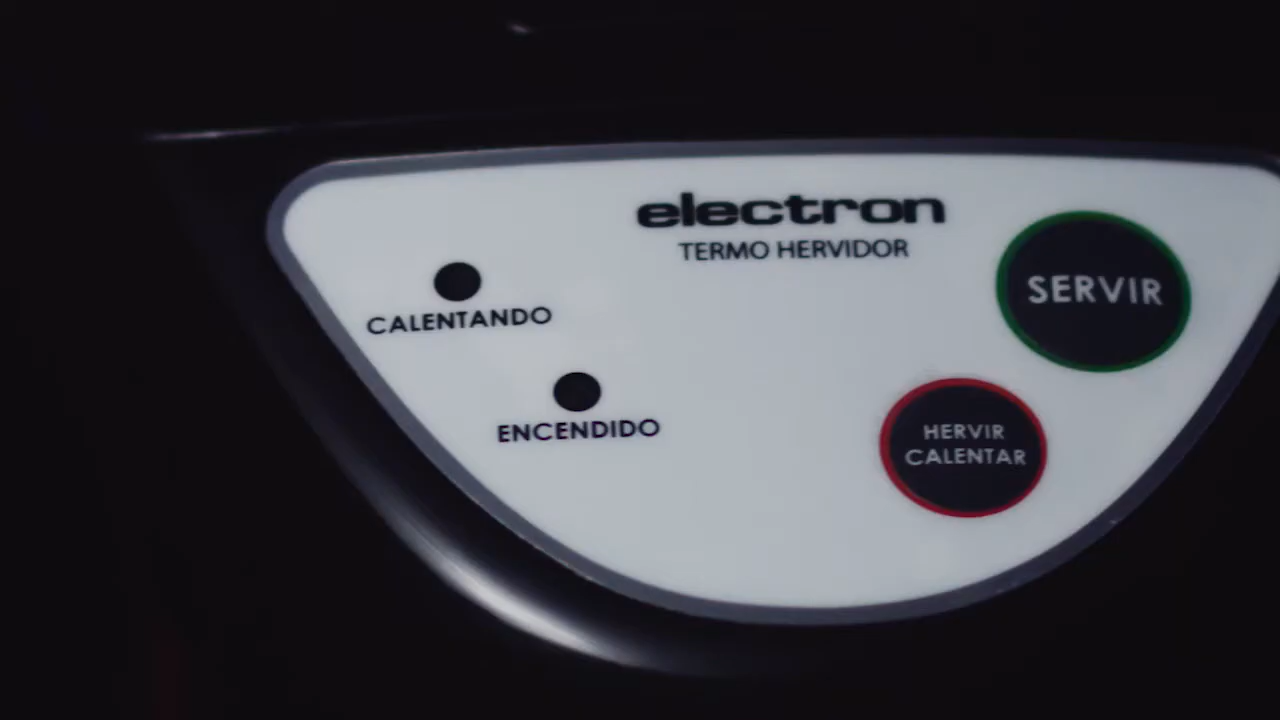 electron
TERMO HERVIDOR
CALENTANDO
ENCENDIDO
SERVIR
HERVIR
CALENTAR